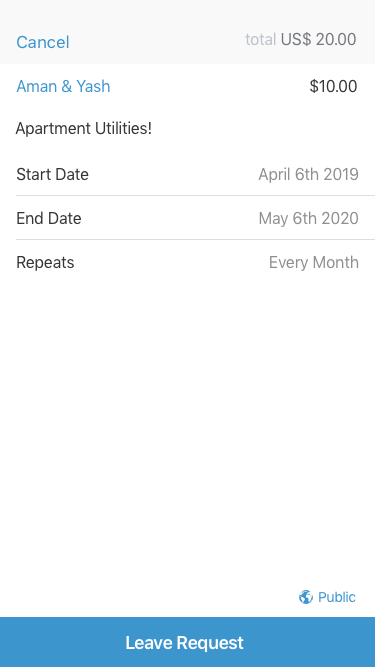 Cancel total US$ 20.00
Aman & Yash $10.00
Apartment Utilities!
Start Date April 6th 2019
End Date May 6th 2020
Repeats Every Month
Public
Leave Request